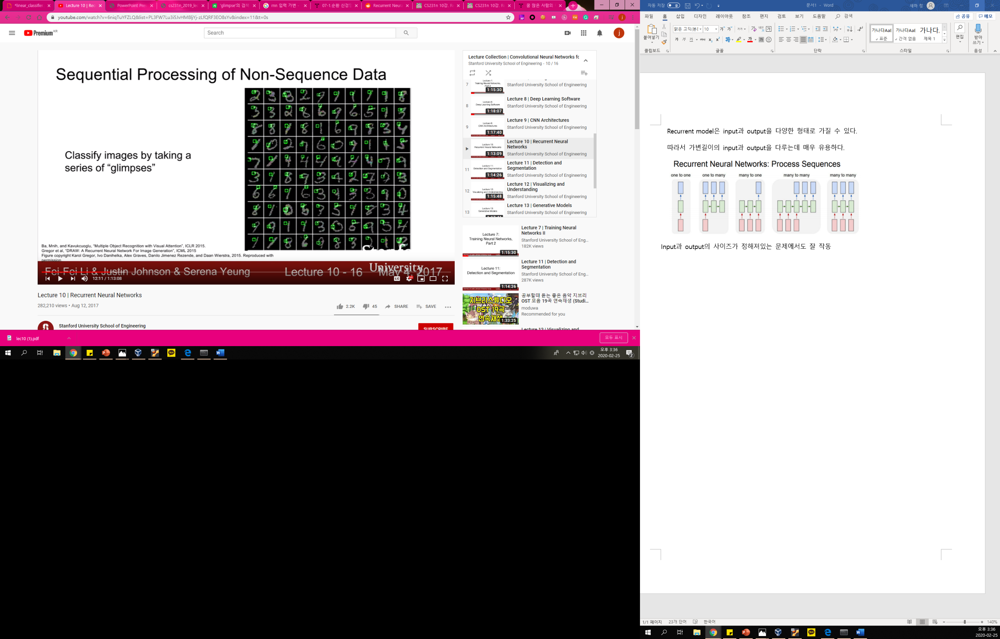 *linear_classifier.
Lecture 10 | Rec
PowerPoint Pres
cs231n_2019_lec
'glimpse'의 검색
rnn 입력 가변 -
07-1.순환 신경망
Recurrent Neura
CS231n 10강. R
CS231n 10강. R
꿈 많은 사람의
youtube.com/watch?v=6niqTuYFZLQ&list=PL3FW7Lu3i5JvHM8ljYj-zLfQRF3EO8sYv&index=11&t=0s
Premium KR
Search
Sequential Processing of Non-Sequence Data
Classify images by taking a
series of “glimpses”
Ba, Mnih, and Kavukcuoglu, “Multiple Object Recognition with Visual Attention”, ICLR 2015.
Gregor et al, “DRAW: A Recurrent Neural Network For Image Generation”, ICML 2015
Figure copyright Karol Gregor, Ivo Danihelka, Alex Graves, Danilo Jimenez Rezende, and Daan Wierstra, 2015. Reproduced with
permission.
Fei-Fei Li & Justin Johnson & Serena Yeung
Lecture 10 - 16
University
May 4, 2017
12:11 / 1:13:08
Lecture 10 | Recurrent Neural Networks
282,210 views • Aug 12, 2017
2.2K
45
SHARE
SAVE
Stanford University School of Engineering
SUBSCRIBE
Lecture Collection | Convolutional Neural Networks fo
Stanford University School of Engineering - 10 / 16
7
1:15:30
Stanford University School of Engineering
8
1:18:07
Lecture 8 | Deep Learning Software
Stanford University School of Engineering
9
1:17:40
Lecture 9 | CNN Architectures
Stanford University School of Engineering
1:13:09
Lecture 10 | Recurrent Neural
Networks
Stanford University School of Engineering
11
1:14:26
Lecture 11 | Detection and
Segmentation
Stanford University School of Engineering
12
1:15:48
Lecture 12 | Visualizing and
Understanding
Stanford University School of Engineering
13
Lecture 13 | Generative Models
Stanford University School of Engineering
Lecture 7:
Training Neural Networks,
Part 2
1:15:30
Lecture 7 | Training Neural
Networks II
Stanford University School of Eng...
182K views
Lecture 11:
Detection and Segmentation
1:14:26
Lecture 11 | Detection and
Segmentation
Stanford University School of Eng...
287K views
지브리스튜디오
OST 19곡
연속재생
1:33:25
공부할때 듣는 좋은 음악 지브리
OST 모음 19곡 연속재생 (Studi...
moduwa
Recommended for you
Lecture 12 | Visualizing and
lec10 (1).pdf
모두 표시
오후 3:36
2020-02-25
자동 저장
끔
문서1 - Word
새하 정
파일
홈
삽입
디자인
레이아웃
참조
편지
검토
보기
도움말
검색
공유
메모
붙여넣기
맑은 고딕(본문
10
가나다AaB
표준
가나다AaB
간격 없음
가나다.
제목 1
편집
받아
쓰기
클립보드
글꼴
단락
스타일
음성
Recurrent model은 input과 output을 다양한 형태로 가질 수 있다.
따라서 가변길이의 input과 output을 다루는데 매우 유용하다.
Recurrent Neural Networks: Process Sequences
one to one
one to many
many to one
many to many
many to many
Input과 output의 사이즈가 정해져있는 문제에서도 잘 작동
1/1 페이지
23개 단어
한국어
140%
오후 3:36
2020-02-25